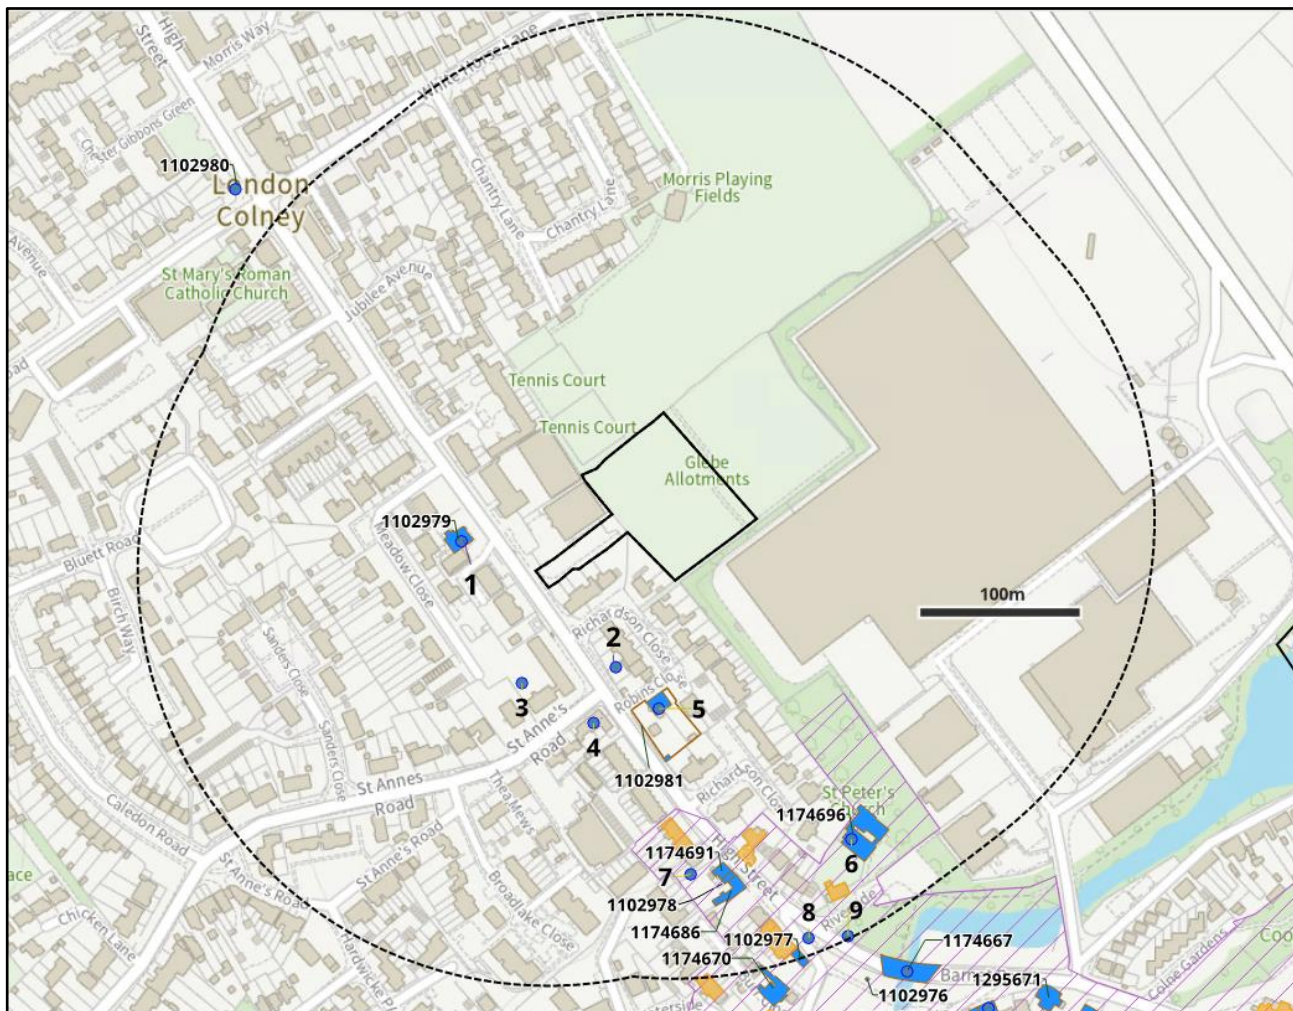 High
Street
Morris Way
White Horse Lane
Chester Gibbons Green
1102980
London
Colney
Chantry Lane
Chantry Lane
Morris Playing
Fields
Avenue
St Mary's Roman
Catholic Church
Jubilee Avenue
Tennis Court
Tennis Court
Glebe
Allotments
1102979
1
Bluett Road
Meadow Close
Birch Way
100m
Richardson Close
2
Sanders Close
Robins Clo
5
3
4
St Anne's
Road
1102981
Sanders Close
St Annes
Road
Richardson Clo
St Peter's
Church
Thea Mews
1174696
Caledon Road
6
1174691
High Street
7
1102978
St Anne's Road
St Anne's Road
Broadlake Close
8
9
Riverside
1174686
1102977
1174667
Chicken Lane
1174670
Barn
1295671
1102976
Colne Gardens
Hardwicke Pl